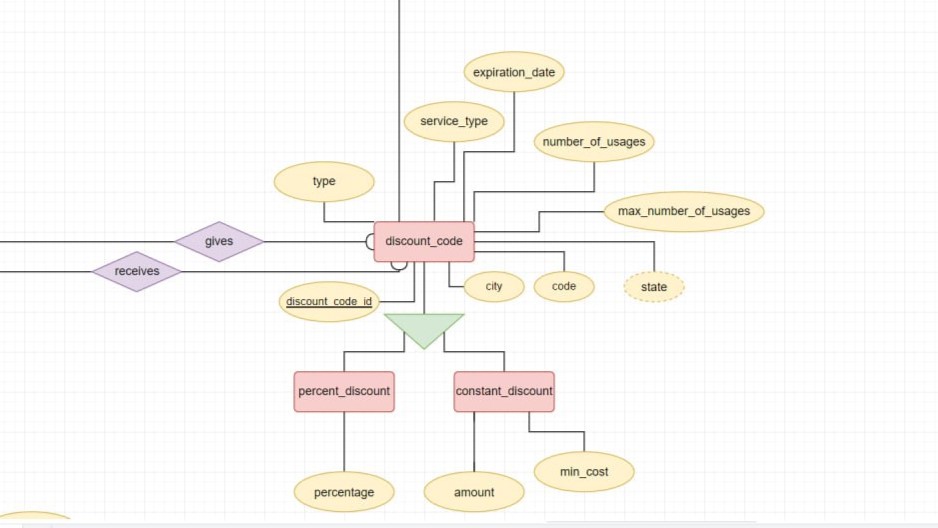 expiration_date
service_type
number_of_usages
type
max_number_of_usages
gives
discount_code
receives
discount_code_id
city
code
state
percent_discount
constant_discount
percentage
amount
min_cost